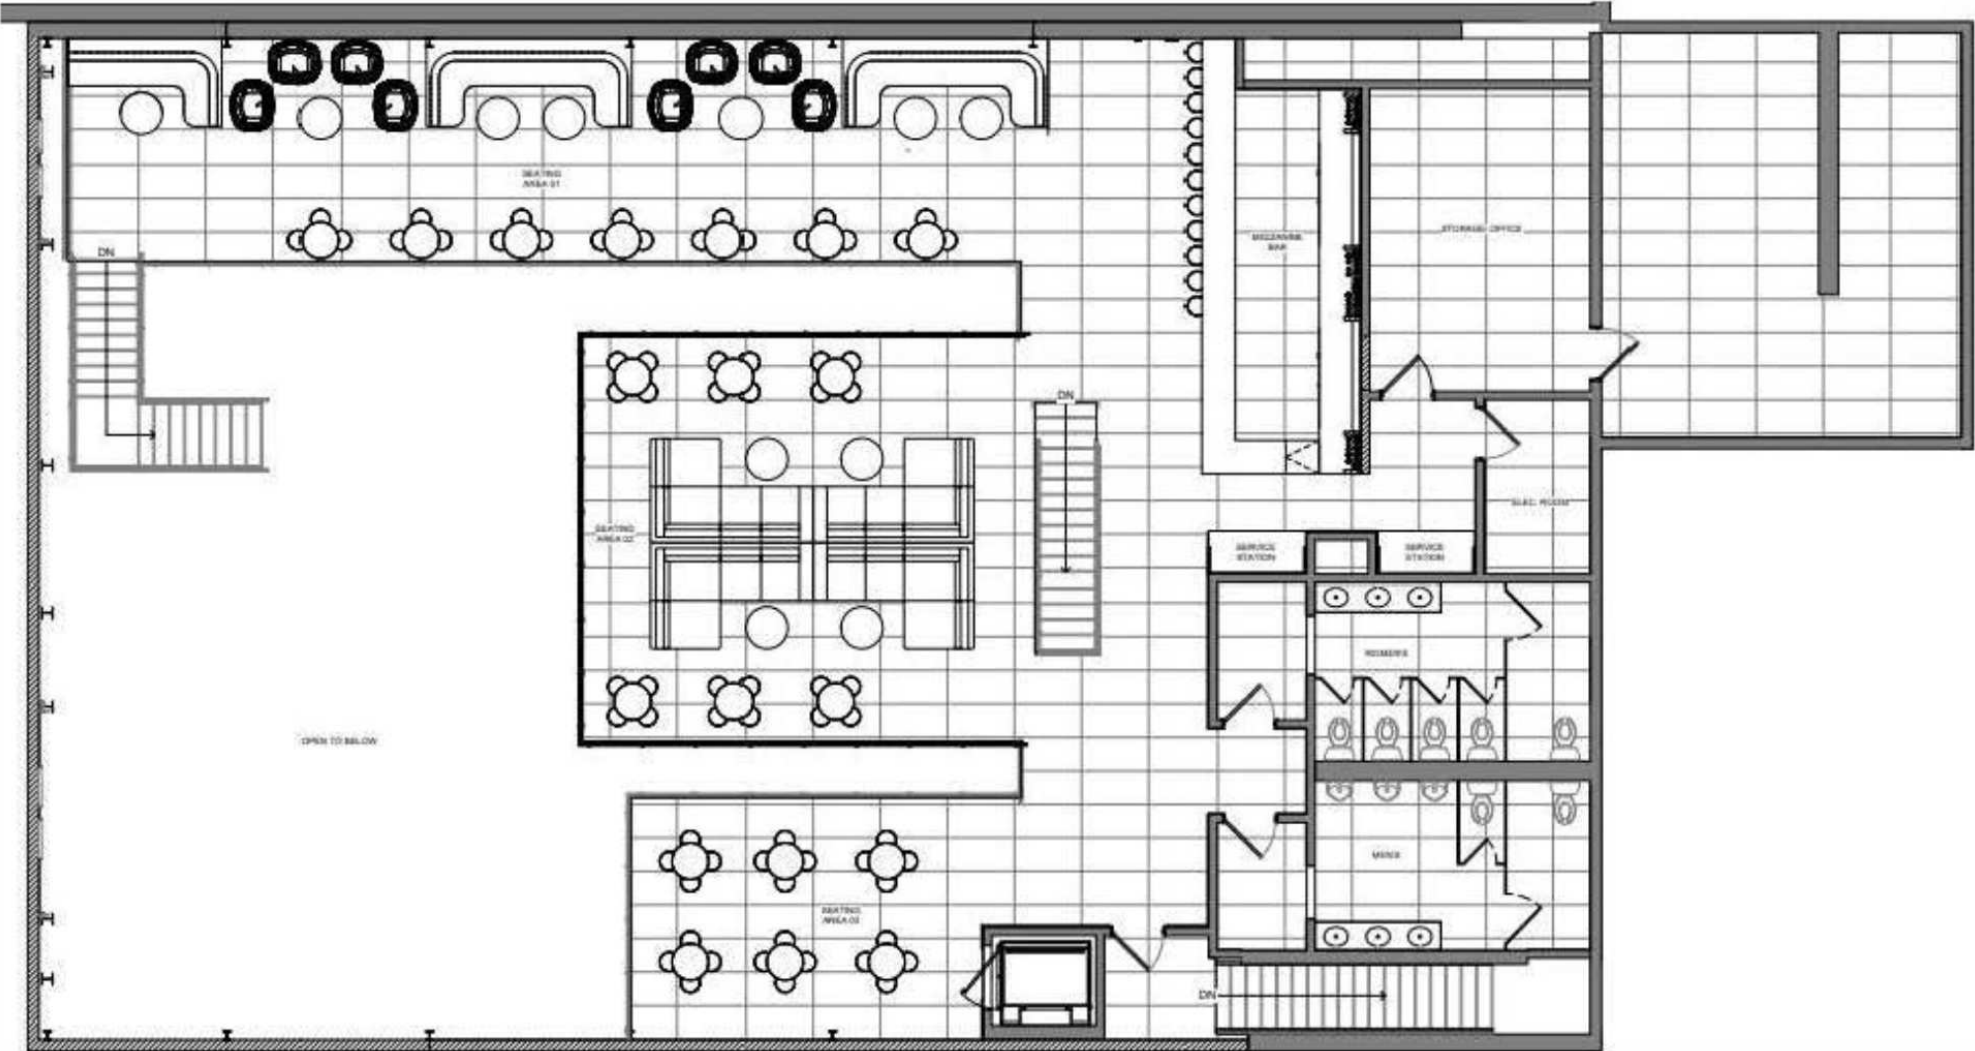 SEATING
AREA 01
DN
MEZZANINE
BAR
STORAGE/OFFICE
DN
SEATING
AREA 02
ELEC. ROOM
SERVICE
STATION
SERVICE
STATION
WOMEN'S
OPEN TO BELOW
MEN'S
SEATING
AREA 03
DN